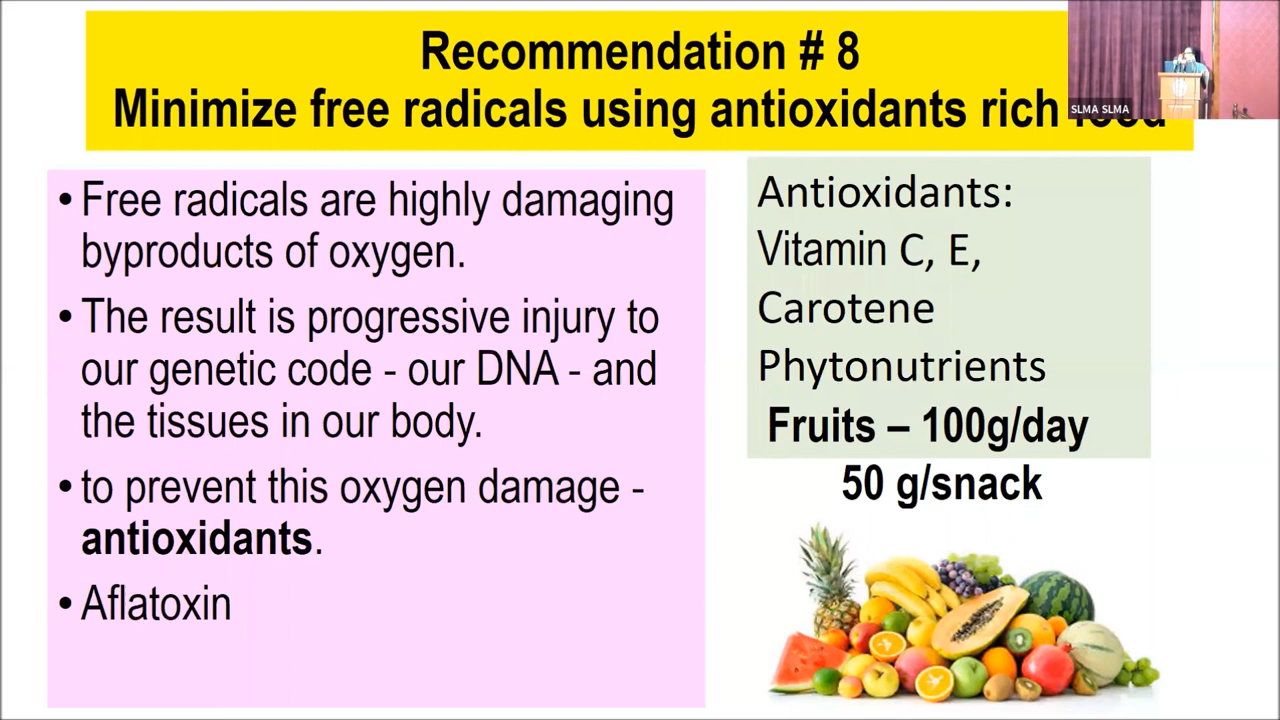 Recommendation # 8
Minimize free radicals using antioxidants rich food
SLMA SLMA
• Free radicals are highly damaging
byproducts of oxygen.
• The result is progressive injury to
our genetic code - our DNA - and
the tissues in our body.
• to prevent this oxygen damage -
antioxidants.
• Aflatoxin
Antioxidants:
Vitamin C, E,
Carotene
Phytonutrients
Fruits – 100g/day
50 g/snack